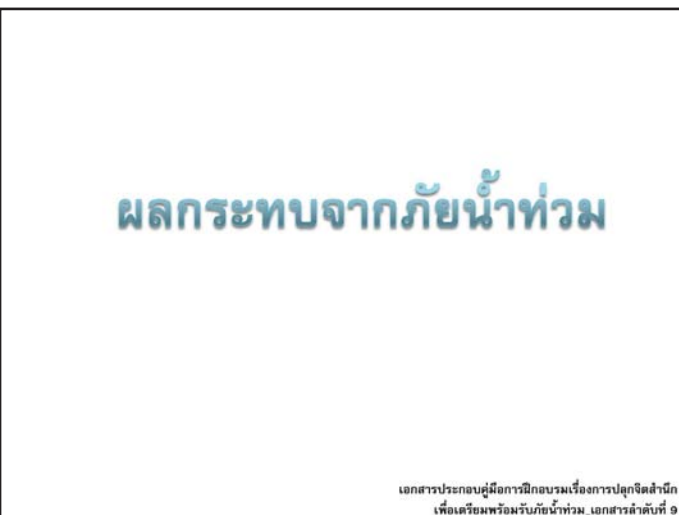 ผลกระทบจากภัยน้ำท่วม
เอกสารประกอบคู่มือการฝึกอบรมเรื่องการปลุกจิตสำนึก
เพื่อเตรียมพร้อมรับภัยน้ำท่วม_เอกสารลำดับที่ 9